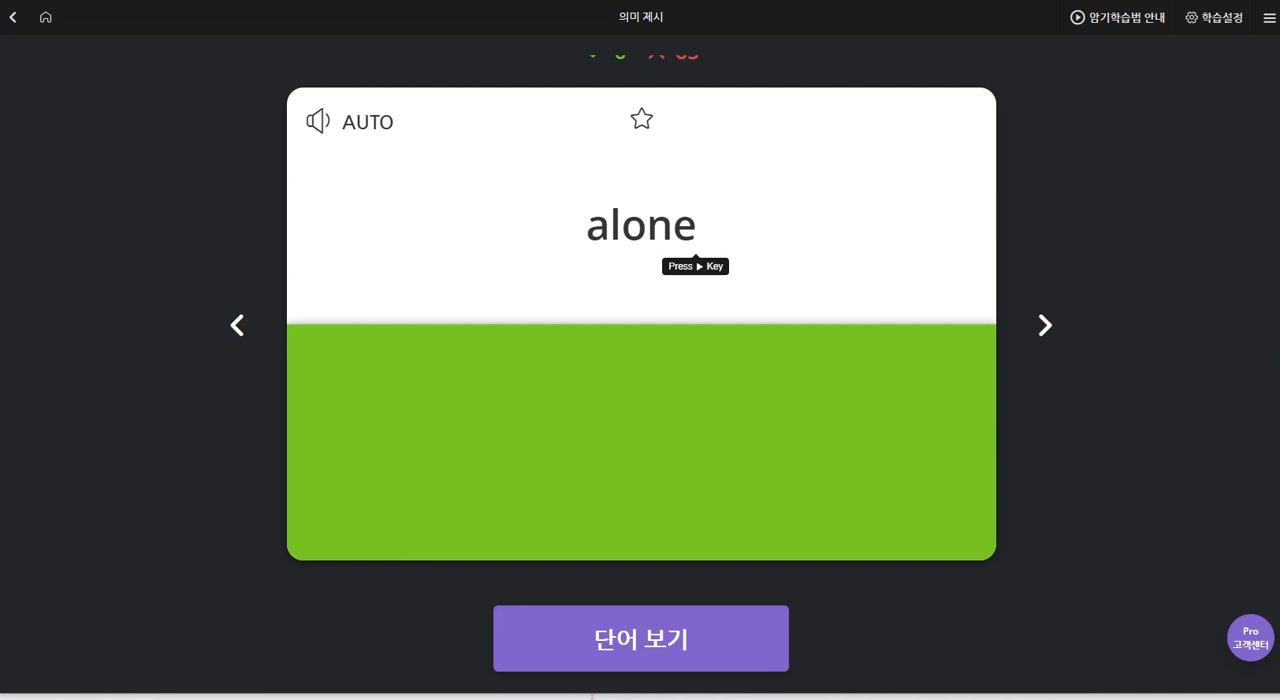 의미 제시
암기학습법 안내
학습설정
AUTO
alone
Press ▶ Key
단어 보기
Pro
고객센터